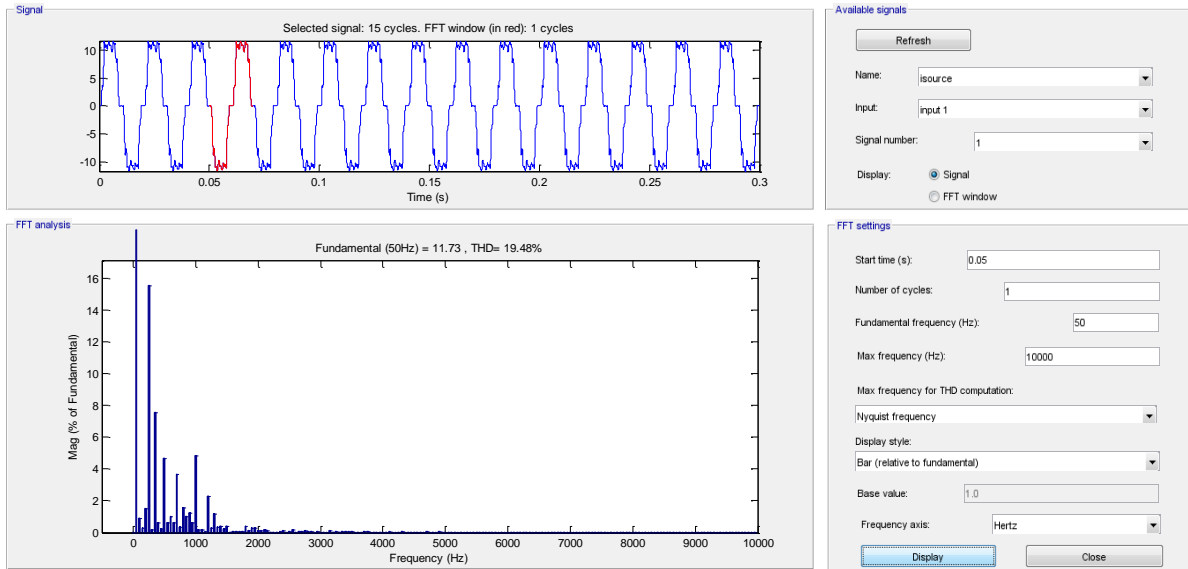 Signal
Selected signal: 15 cycles. FFT window (in red): 1 cycles
10
5
0
-5
-10
0
0.05
0.1
0.15
0.2
0.25
0.3
Time (s)
Available signals
Refresh
Name:
isource
Input:
input 1
Signal number:
1
Display:
Signal
FFT window
FFT analysis
Fundamental (50Hz) = 11.73 , THD= 19.48%
Mag (% of Fundamental)
16
14
12
10
8
6
4
2
0
0
1000
2000
3000
4000
5000
6000
7000
8000
9000
10000
Frequency (Hz)
FFT settings
Start time (s):
0.05
Number of cycles:
1
Fundamental frequency (Hz):
50
Max frequency (Hz):
10000
Max frequency for THD computation:
Nyquist frequency
Display style:
Bar (relative to fundamental)
Base value:
1.0
Frequency axis:
Hertz
Display
Close